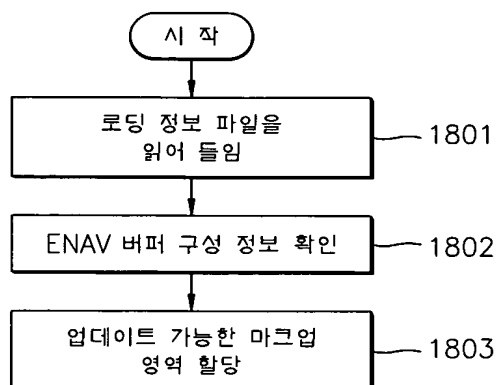 시 작
로딩 정보 파일을
읽어 들임
1801
ENAV 버퍼 구성 정보 확인
1802
업데이트 가능한 마크업
영역 할당
1803